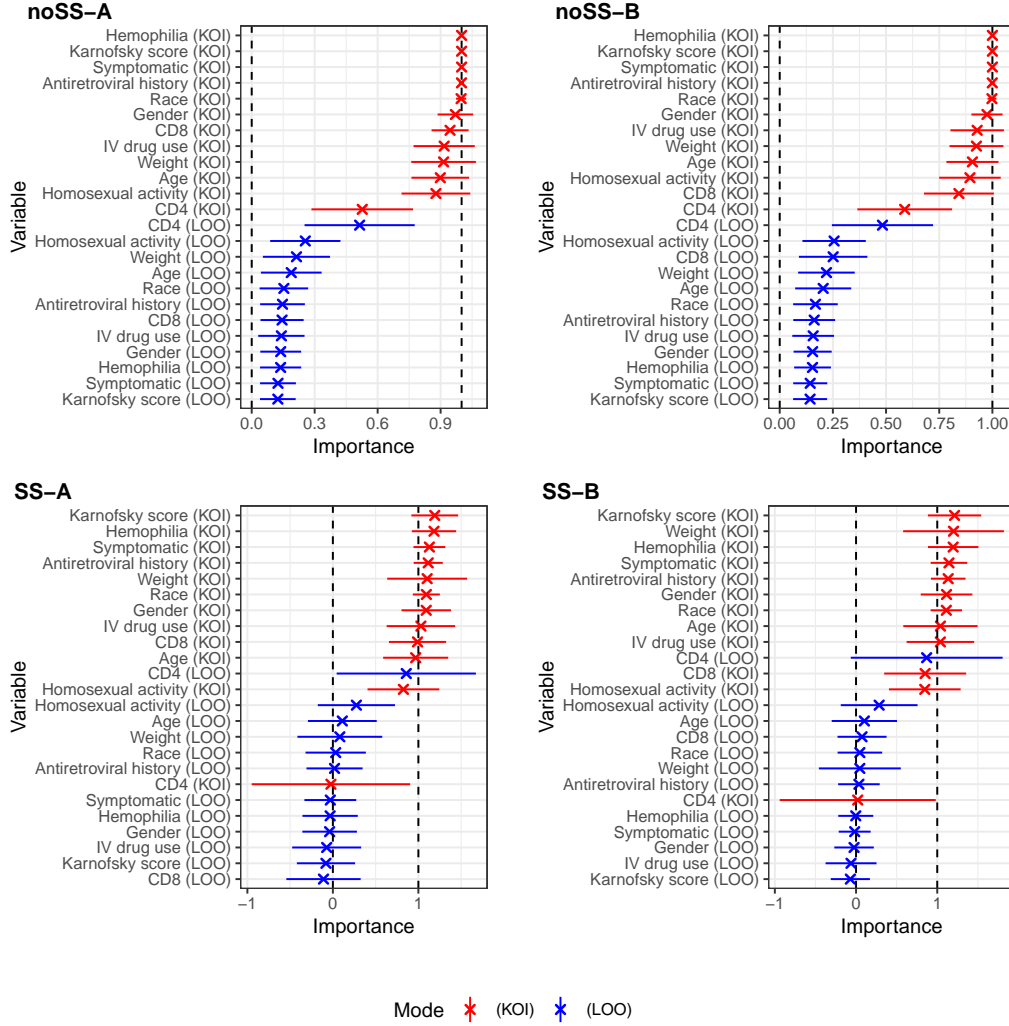 noSS−A
Variable
Hemophilia (KOI)
Karnofsky score (KOI)
Symptomatic (KOI)
Antiretroviral history (KOI)
Race (KOI)
Gender (KOI)
CD8 (KOI)
IV drug use (KOI)
Weight (KOI)
Age (KOI)
Homosexual activity (KOI)
CD4 (KOI)
CD4 (LOO)
Homosexual activity (LOO)
Weight (LOO)
Age (LOO)
Race (LOO)
Antiretroviral history (LOO)
CD8 (LOO)
IV drug use (LOO)
Gender (LOO)
Hemophilia (LOO)
Symptomatic (LOO)
Karnofsky score (LOO)
0.0 0.3 0.6 0.9
Importance
noSS−B
Variable
Hemophilia (KOI)
Karnofsky score (KOI)
Symptomatic (KOI)
Antiretroviral history (KOI)
Race (KOI)
Gender (KOI)
IV drug use (KOI)
Weight (KOI)
Age (KOI)
Homosexual activity (KOI)
CD8 (KOI)
CD4 (KOI)
CD4 (LOO)
Homosexual activity (LOO)
CD8 (LOO)
Weight (LOO)
Age (LOO)
Race (LOO)
Antiretroviral history (LOO)
IV drug use (LOO)
Gender (LOO)
Hemophilia (LOO)
Symptomatic (LOO)
Karnofsky score (LOO)
0.00 0.25 0.50 0.75 1.00
Importance
SS−A
Variable
Karnofsky score (KOI)
Hemophilia (KOI)
Symptomatic (KOI)
Antiretroviral history (KOI)
Weight (KOI)
Race (KOI)
Gender (KOI)
IV drug use (KOI)
CD8 (KOI)
Age (KOI)
CD4 (LOO)
Homosexual activity (KOI)
Homosexual activity (LOO)
Age (LOO)
Weight (LOO)
Race (LOO)
Antiretroviral history (LOO)
CD4 (KOI)
Symptomatic (LOO)
Hemophilia (LOO)
Gender (LOO)
IV drug use (LOO)
Karnofsky score (LOO)
CD8 (LOO)
−1 0 1
Importance
SS−B
Variable
Karnofsky score (KOI)
Weight (KOI)
Hemophilia (KOI)
Symptomatic (KOI)
Antiretroviral history (KOI)
Gender (KOI)
Race (KOI)
Age (KOI)
IV drug use (KOI)
CD4 (LOO)
CD8 (KOI)
Homosexual activity (KOI)
Homosexual activity (LOO)
Age (LOO)
CD8 (LOO)
Race (LOO)
Weight (LOO)
Antiretroviral history (LOO)
CD4 (KOI)
Hemophilia (LOO)
Symptomatic (LOO)
Gender (LOO)
IV drug use (LOO)
Karnofsky score (LOO)
−1 0 1
Importance
Mode (KOI) (LOO)